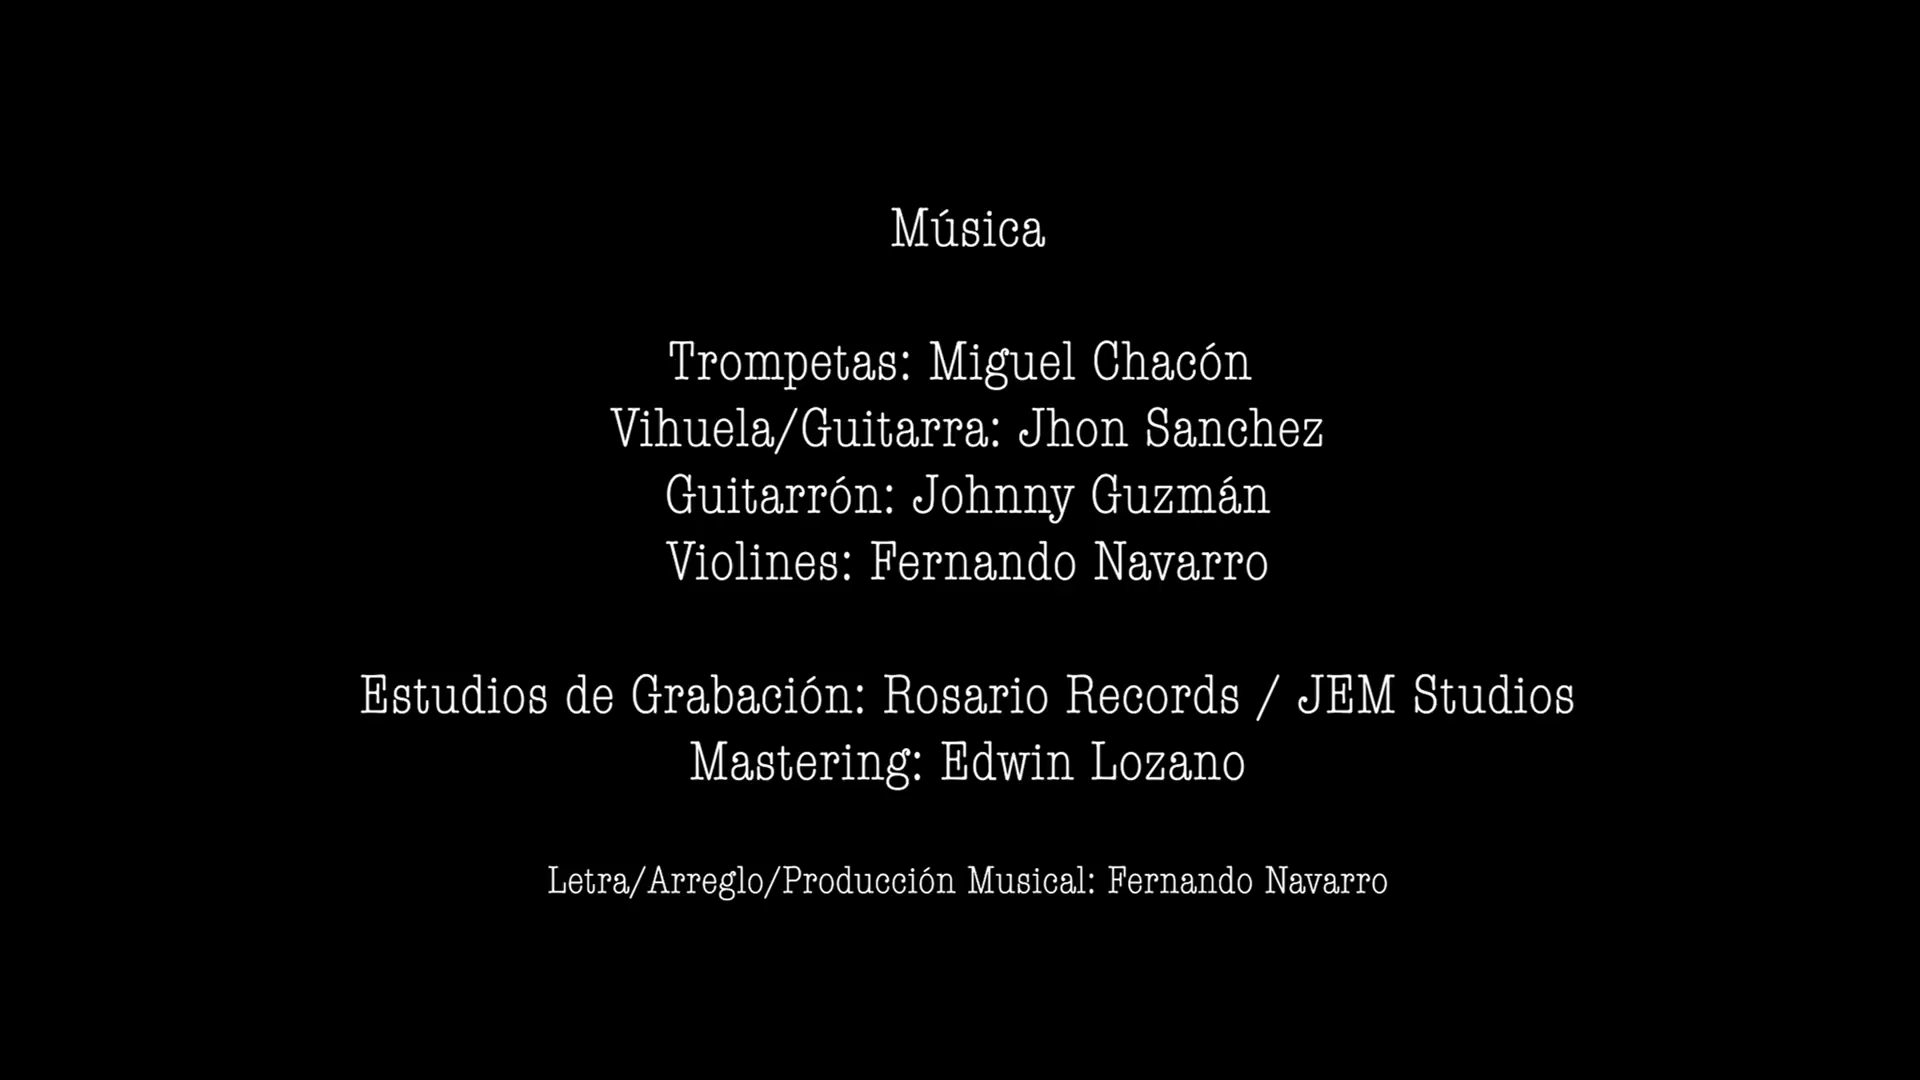 Música
Trompetas: Miguel Chacón
Vihuela/Guitarra: Jhon Sanchez
Guitarrón: Johnny Guzmán
Violines: Fernando Navarro
Estudios de Grabación: Rosario Records / JEM Studios
Mastering: Edwin Lozano
Letra/Arreglo/Producción Musical: Fernando Navarro